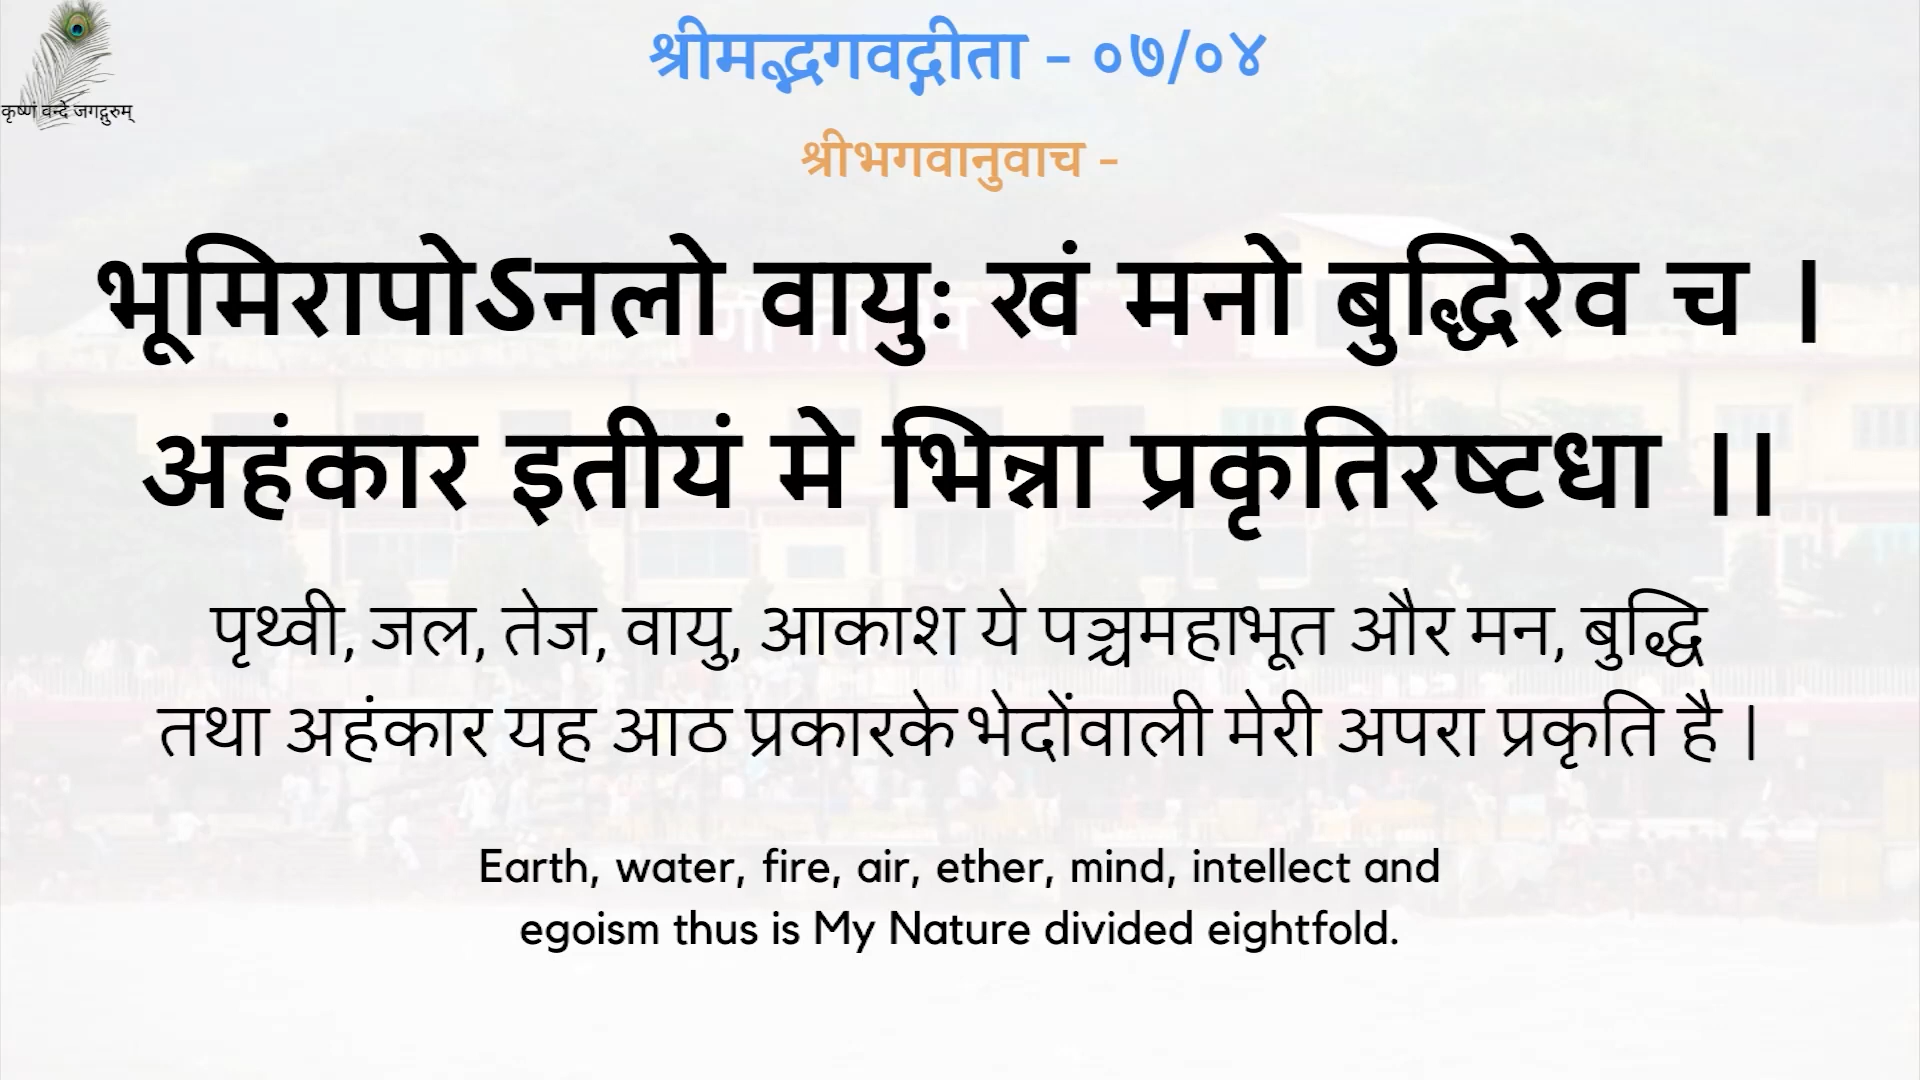 श्रीमद्भगवद्गीता - ०७/०४
कृष्णं वन्दे जगद्गुरुम्
श्रीभगवानुवाच -
भूमिरापोऽनलो वायुः खं मनो बुद्धिरेव च ।
अहंकार इतीयं मे भिन्ना प्रकृतिरष्टधा ।।
पृथ्वी, जल, तेज, वायु, आकाश ये पञ्चमहाभूत और मन, बुद्धि
तथा अहंकार यह आठ प्रकारके भेदोंवाली मेरी अपरा प्रकृति है |
Earth, water, fire, air, ether, mind, intellect and
egoism thus is My Nature divided eightfold.